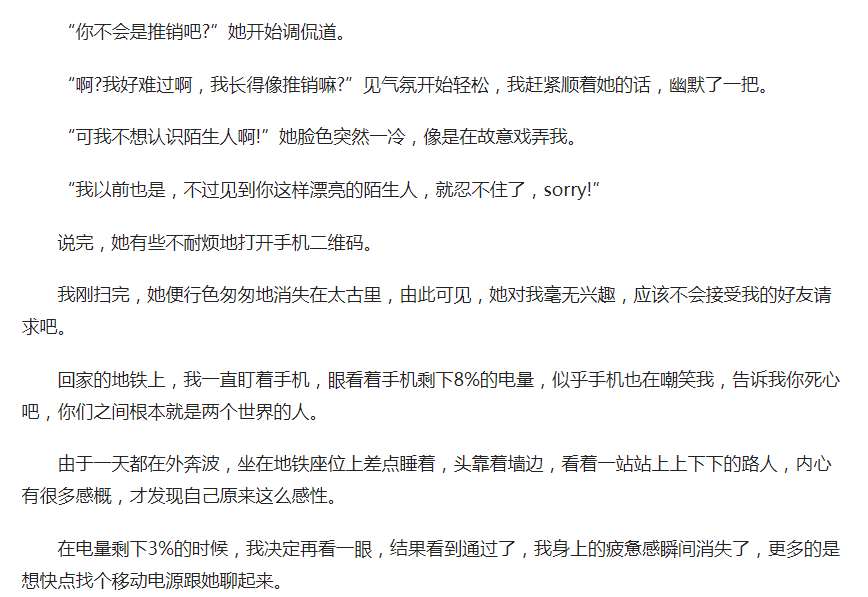 “你不会是推销吧?”她开始调侃道。
“啊?我好难过啊，我长得像推销嘛?”见气氛开始轻松，我赶紧顺着她的话，幽默了一把。
“可我不想认识陌生人啊!”她脸色突然一冷，像是在故意戏弄我。
“我以前也是，不过见到你这样漂亮的陌生人，就忍不住了，sorry!”
说完，她有些不耐烦地打开手机二维码。
我刚扫完，她便行色匆匆地消失在太古里，由此可见，她对我毫无兴趣，应该不会接受我的好友请
求吧。
回家的地铁上，我一直盯着手机，眼看着手机剩下8%的电量，似乎手机也在嘲笑我，告诉我你死心
吧，你们之间根本就是两个世界的人。
由于一天都在外奔波，坐在地铁座位上差点睡着，头靠着墙边，看着一站站上上下下的路人，内心
有很多感概，才发现自己原来这么感性。
在电量剩下3%的时候，我决定再看一眼，结果看到通过了，我身上的疲惫感瞬间消失了，更多的是
想快点找个移动电源跟她聊起来。